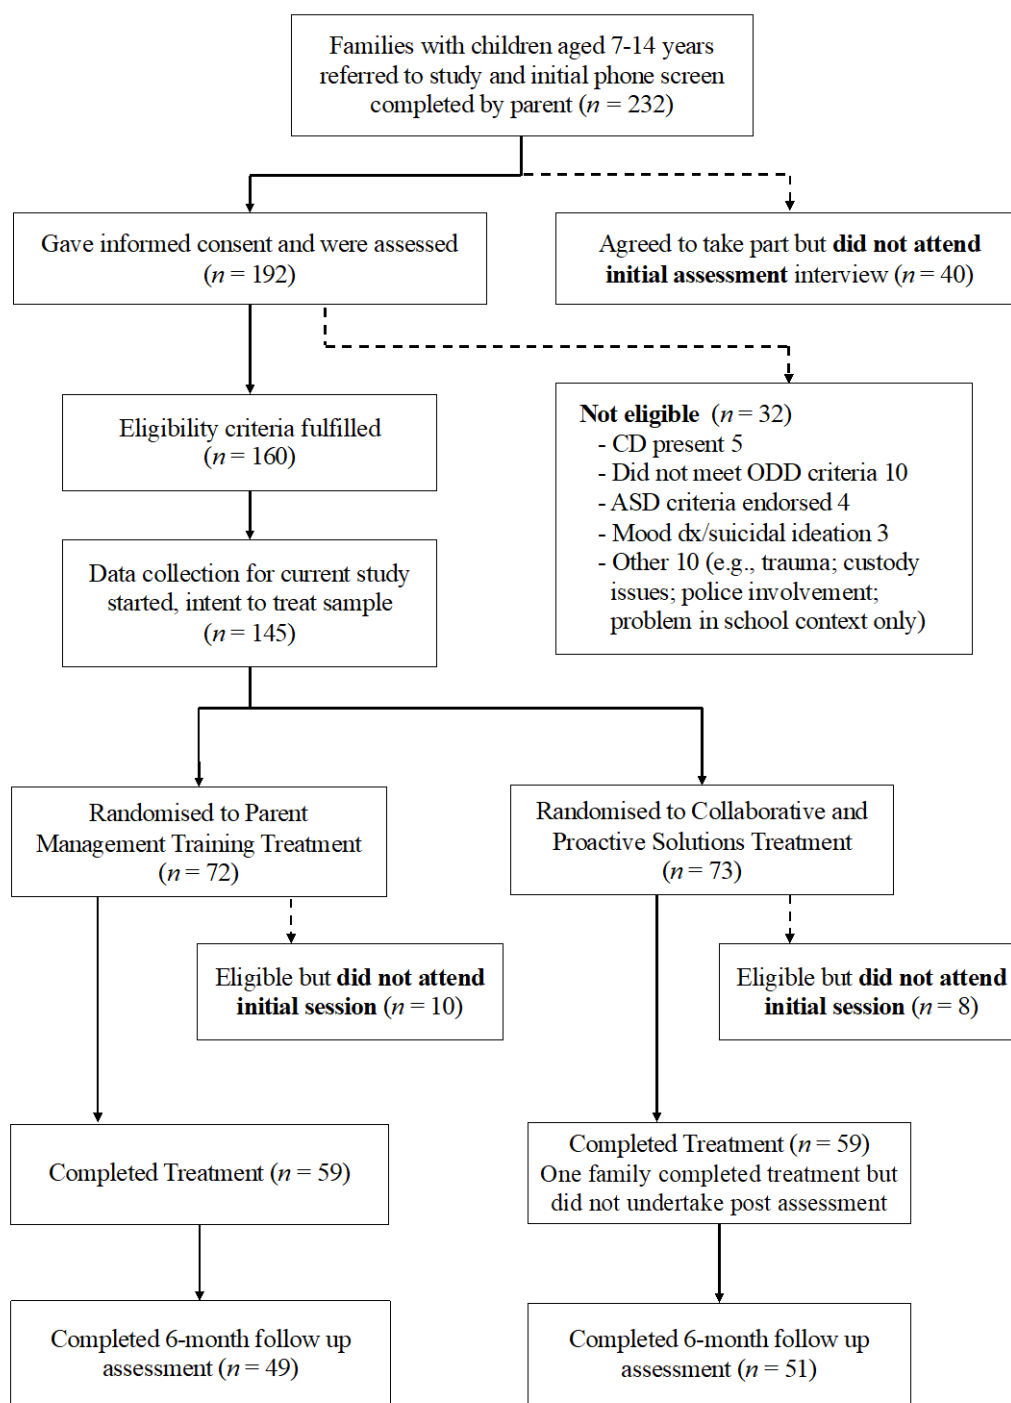 Families with children aged 7-14 years
referred to study and initial phone screen
completed by parent (n = 232)
Gave informed consent and were assessed
(n = 192)
Agreed to take part but did not attend
initial assessment interview (n = 40)
Not eligible (n = 32)
- CD present 5
- Did not meet ODD criteria 10
- ASD criteria endorsed 4
- Mood dx/suicidal ideation 3
- Other 10 (e.g., trauma; custody
issues; police involvement;
problem in school context only)
Eligibility criteria fulfilled
(n = 160)
Data collection for current study
started, intent to treat sample
(n = 145)
Randomised to Parent
Management Training Treatment
(n = 72)
Randomised to Collaborative and
Proactive Solutions Treatment
(n = 73)
Eligible but did not attend
initial session (n = 10)
Eligible but did not attend
initial session (n = 8)
Completed Treatment (n = 59)
Completed Treatment (n = 59)
One family completed treatment but
did not undertake post assessment
Completed 6-month follow up
assessment (n = 49)
Completed 6-month follow up
assessment (n = 51)